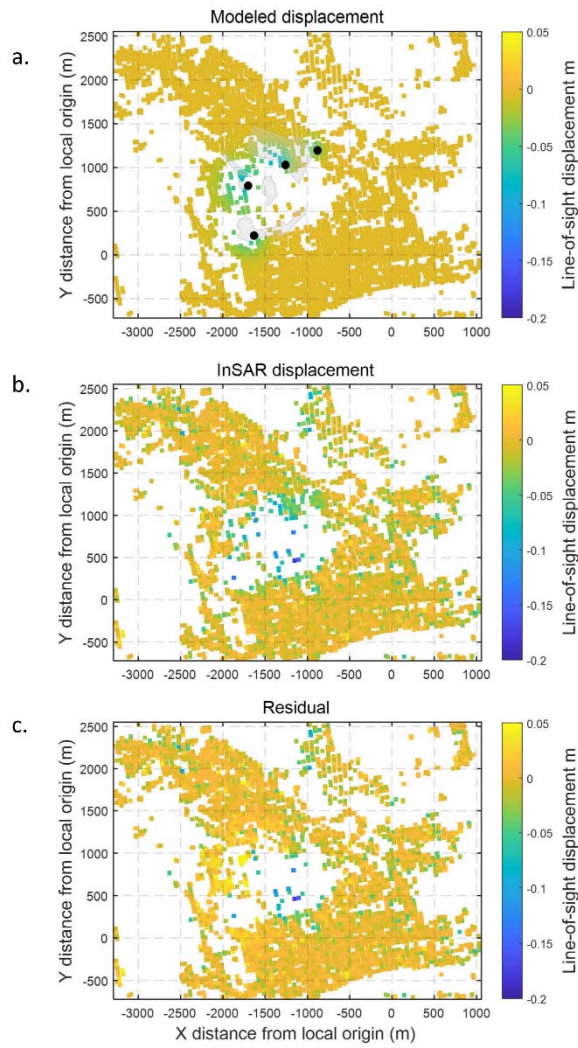 Modeled displacement
a.
2500
2000
1500
1000
500
0
-500
Y distance from local origin (m)
-3000 -2500 -2000 -1500 -1000 -500 0 500 1000
0.05
0
-0.05
-0.1
-0.15
-0.2
Line-of-sight displacement m
InSAR displacement
b.
2500
2000
1500
1000
500
0
-500
Y distance from local origin (m)
-3000 -2500 -2000 -1500 -1000 -500 0 500 1000
0.05
0
-0.05
-0.1
-0.15
-0.2
Line-of-sight displacement m
Residual
c.
2500
2000
1500
1000
500
0
-500
Y distance from local origin (m)
-3000 -2500 -2000 -1500 -1000 -500 0 500 1000
X distance from local origin (m)
0.05
0
-0.05
-0.1
-0.15
-0.2
Line-of-sight displacement m